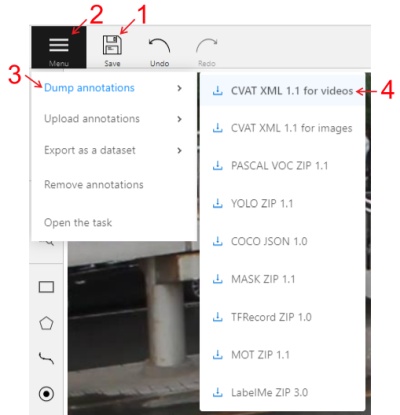 2
1
Menu
Save
Undo
Redo
3
Dump annotations
Upload annotations
Export as a dataset
Remove annotations
Open the task
CVAT XML 1.1 for videos
4
CVAT XML 1.1 for images
PASCAL VOC ZIP 1.1
YOLO ZIP 1.1
COCO JSON 1.0
MASK ZIP 1.1
TFRecord ZIP 1.0
MOT ZIP 1.1
LabelMe ZIP 3.0